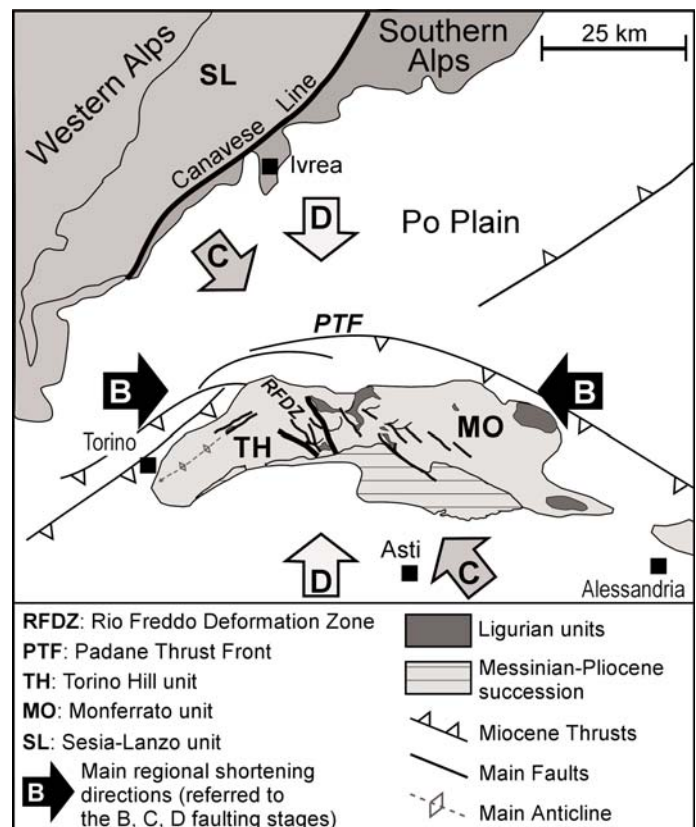 Southern
Alps
25 km
Western Alps
SL
Canavese Line
Ivrea
D
Po Plain
C
PTF
B
B
RFDZ
MO
TH
Torino
D
Asti
C
Alessandria
RFDZ: Rio Freddo Deformation Zone
PTF: Padane Thrust Front
TH: Torino Hill unit
MO: Monferrato unit
SL: Sesia-Lanzo unit
B
Main regional shortening
directions (referred to
the B, C, D faulting stages)
Ligurian units
Messinian-Pliocene
succession
Miocene Thrusts
Main Faults
Main Anticline